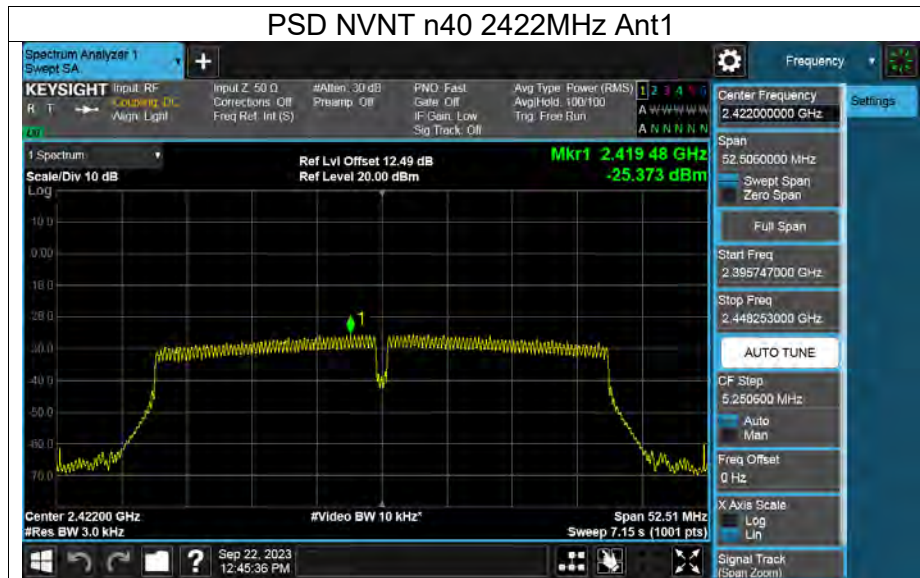 PSD NVNT n40 2422MHz Ant1
Spectrum Analyzer 1
Swept SA
+
Frequency
KEYSIGHT
R T
Input: RF
Coupling: DC
Align: Light
Input Z: 50 Ω
Corrections: Off
Freq Ref: Int (S)
#Atten: 30 dB
Preamp: Off
PNO: Fast
Gate: Off
IF Gain: Low
Sig Track: Off
Avg Type: Power (RMS)
Avg|Hold: 100/100
Trig: Free Run
1 2 3 4 5 6
A W W W W W
A N N N N N
Center Frequency
2.422000000 GHz
Settings
Span
52.5060000 MHz
Swept Span
Zero Span
Full Span
Start Freq
2.395747000 GHz
Stop Freq
2.448253000 GHz
AUTO TUNE
CF Step
5.250600 MHz
Auto
Man
Freq Offset
0 Hz
X Axis Scale
Log
Lin
Signal Track
(Span Zoom)
1 Spectrum
Scale/Div 10 dB
Log
Ref Lvl Offset 12.49 dB
Ref Level 20.00 dBm
Mkr1 2.419 48 GHz
-25.373 dBm
10.0
0.00
-10.0
-20.0
1
-30.0
-40.0
-50.0
-60.0
-70.0
Center 2.42200 GHz
#Res BW 3.0 kHz
#Video BW 10 kHz*
Span 52.51 MHz
Sweep 7.15 s (1001 pts)
?
Sep 22, 2023
12:45:36 PM